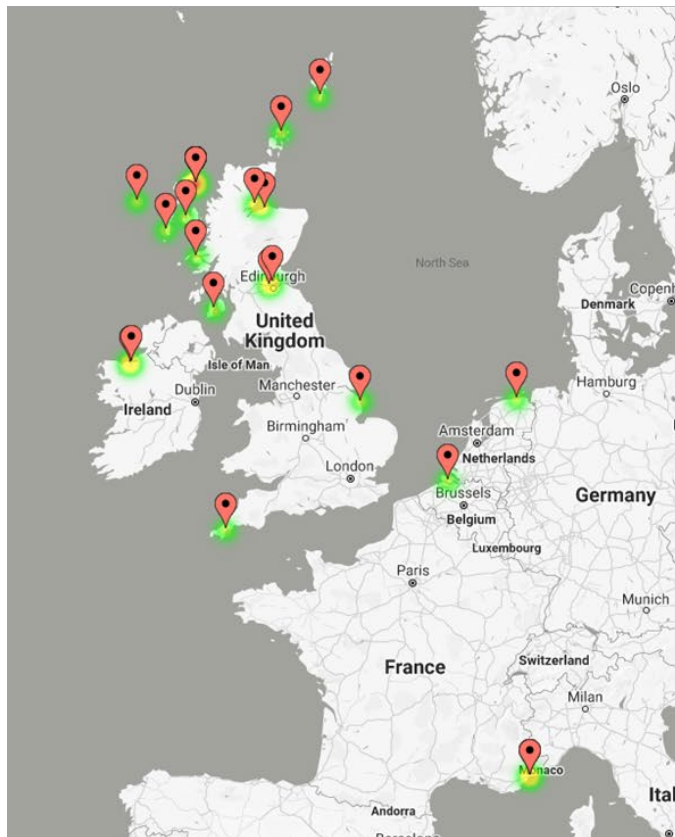 Oslo
North Sea
Edinburgh
Copenh
Denmark
United
Kingdom
Isle of Man
Hamburg
Manchester
Dublin
Ireland
Amsterdam
Birmingham
Netherlands
London
Brussels
Germany
Belgium
Luxembourg
Paris
Munich
Switzerland
France
Milan
Monaco
Ital
Andorra